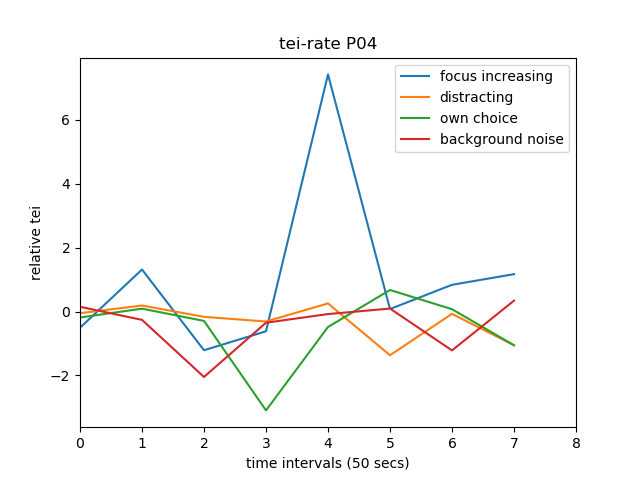 tei-rate P04
focus increasing
distracting
own choice
background noise
relative tei
6
4
2
0
−2
0 1 2 3 4 5 6 7 8
time intervals (50 secs)